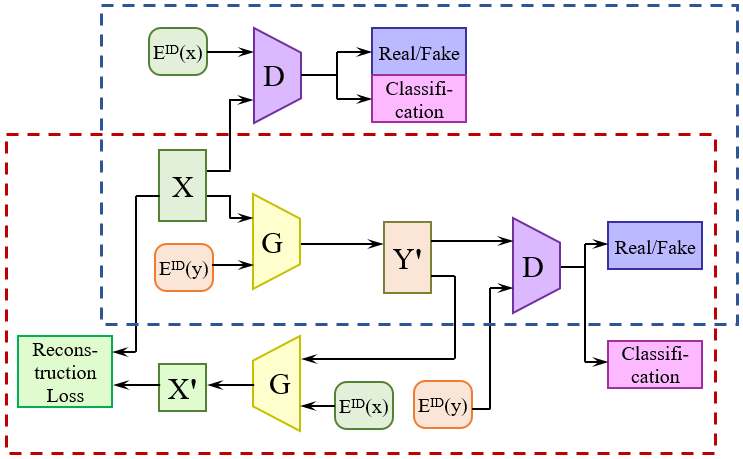 E^ID(x)
D
Real/Fake
Classifi-
cation
X
G
E^ID(y)
Y'
D
Real/Fake
Recons-
truction
Loss
X'
G
E^ID(x)
E^ID(y)
Classifi-
cation